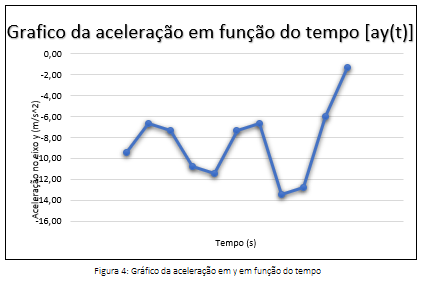 Grafico da aceleração em função do tempo [ay(t)]
0,00
-2,00
-4,00
-6,00
-8,00
-10,00
-12,00
-14,00
-16,00
Aceleração no eixo y (m/s^2)
Tempo (s)
Figura 4: Gráfico da aceleração em y em função do tempo